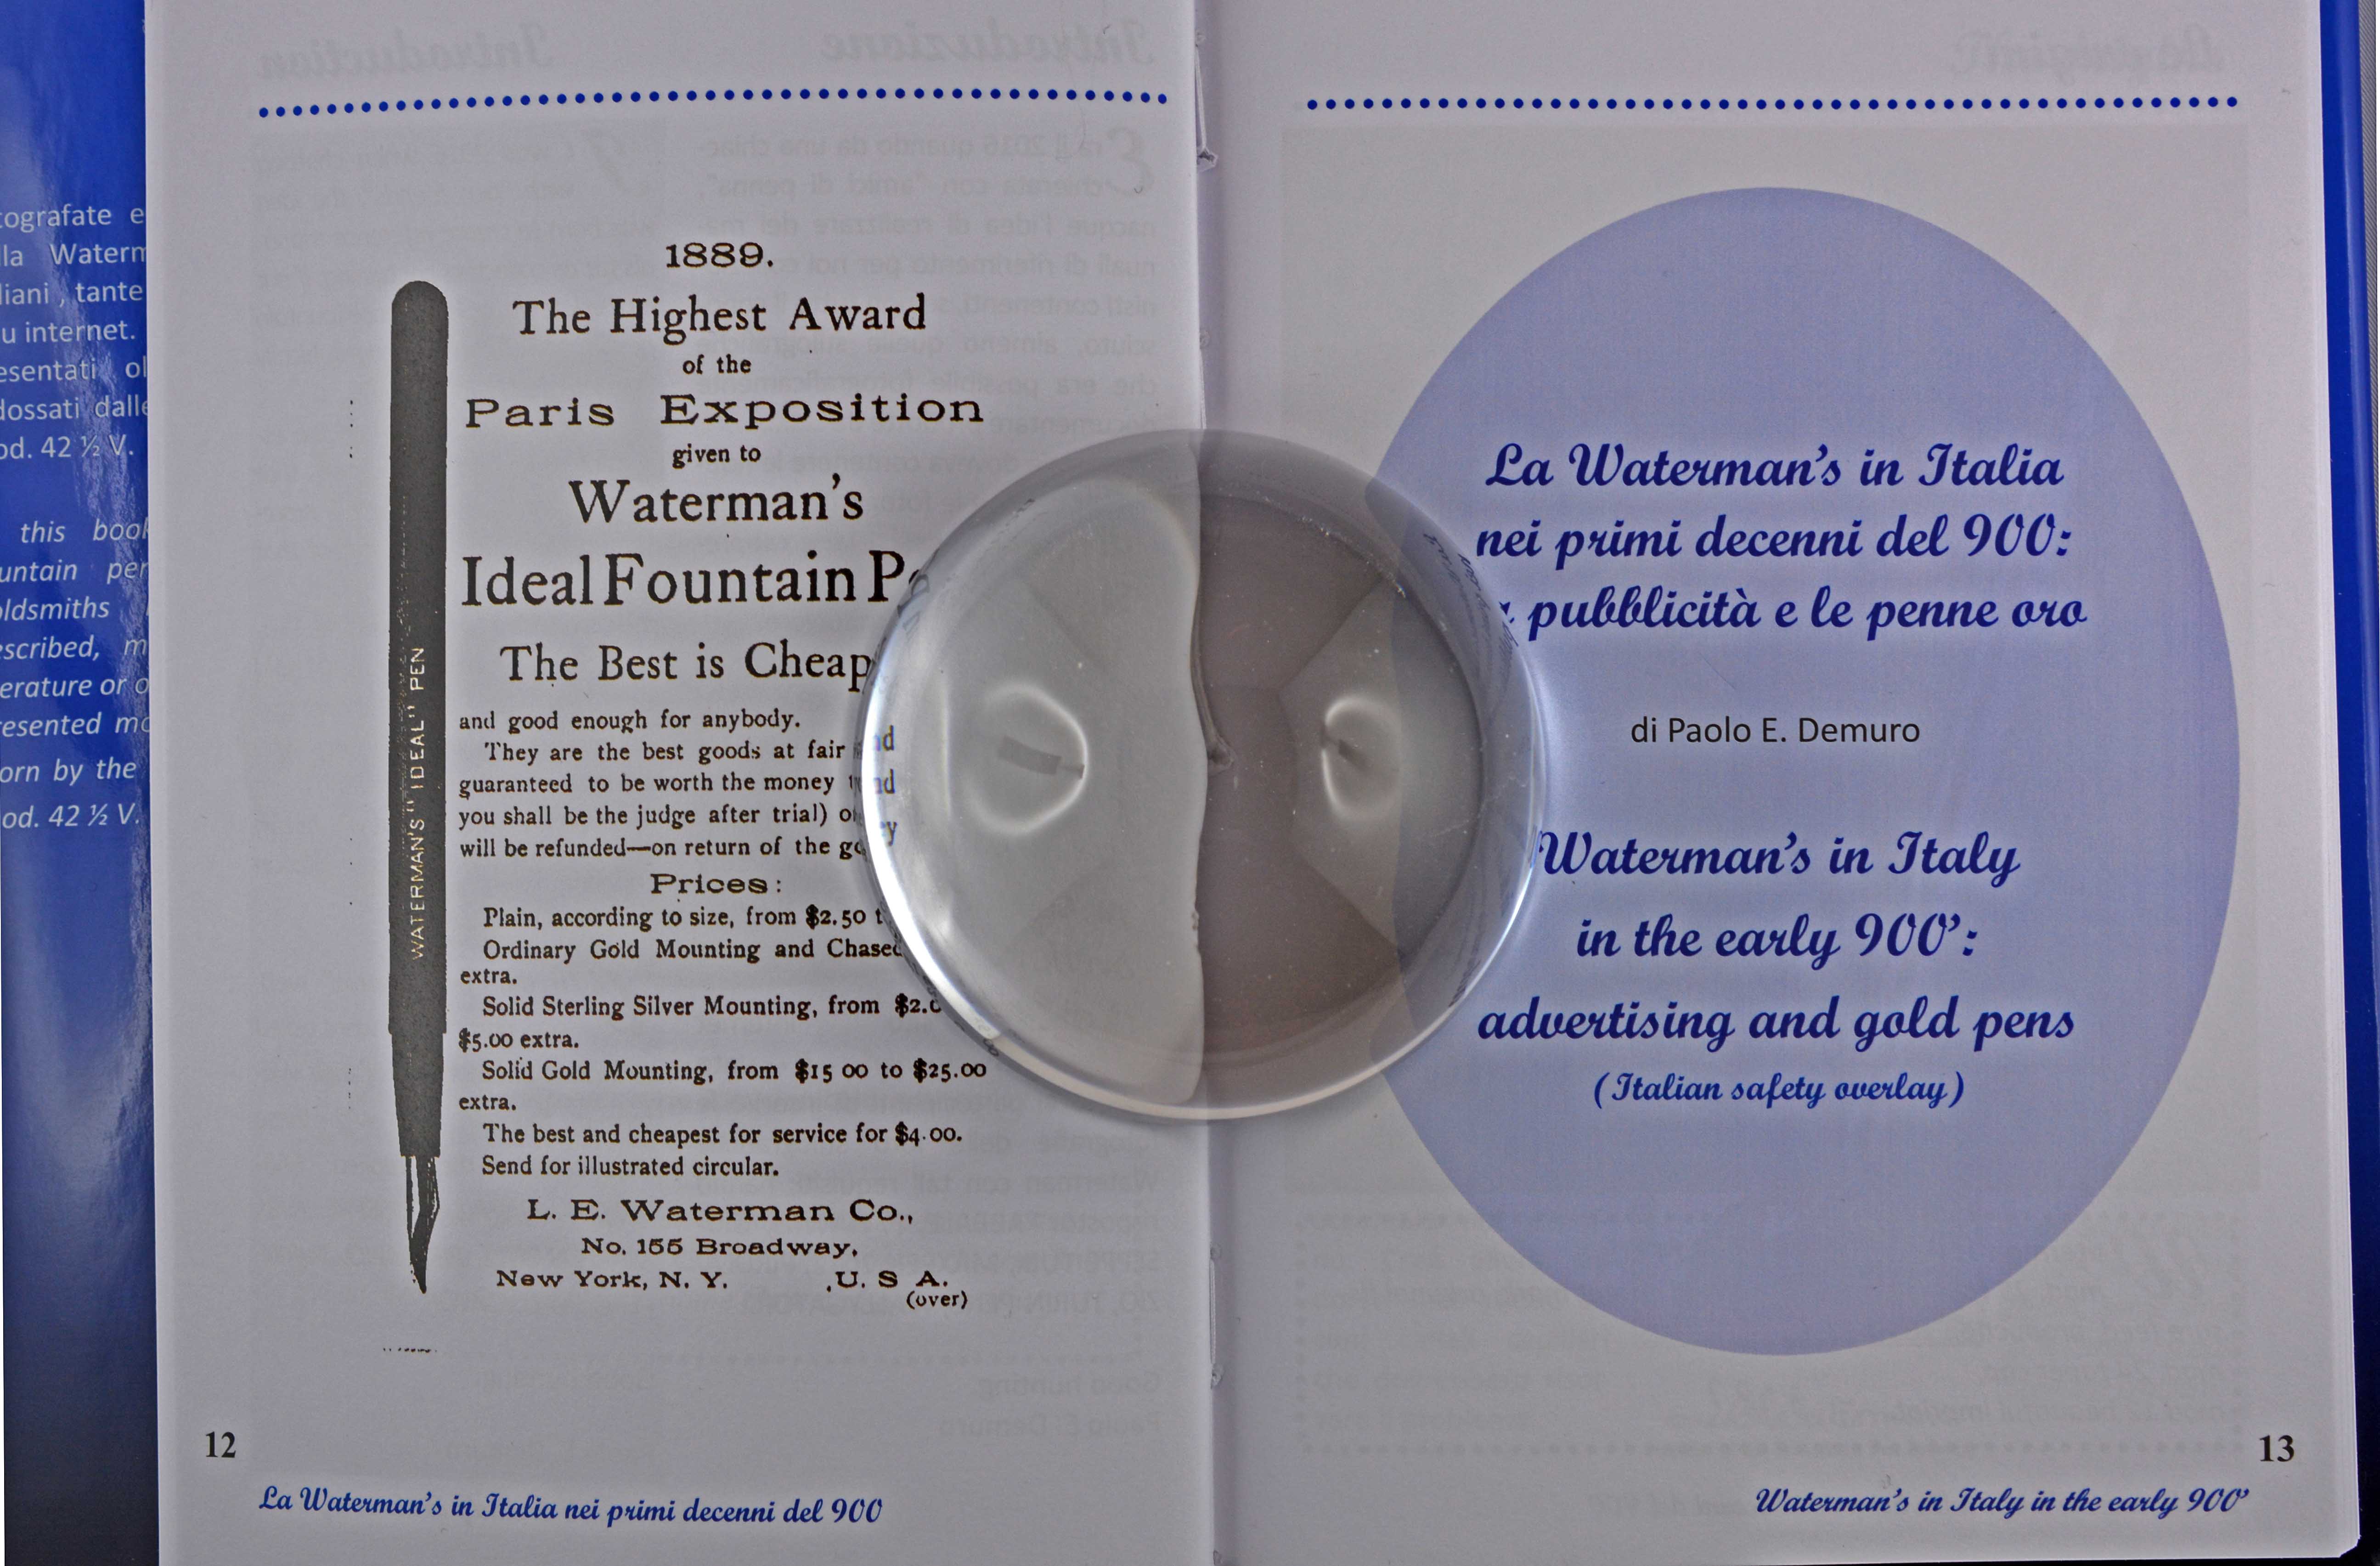 tografate e
la Waterm
liani , tante
u internet.
esentati ol
dossati dalle
od. 42 ½ V.
this book
untain pen
oldsmiths
escribed, m
erature or o
resented mo
orn by the
od. 42 ½ V.
1889.
The Highest Award
of the
Paris Exposition
given to
Waterman's
Ideal Fountain Pe
The Best is Cheap
and good enough for anybody.
They are the best goods at fair
guaranteed to be worth the money
you shall be the judge after trial) or
will be refunded—on return of the go
Prices:
Plain, according to size, from $2.50 t
Ordinary Gold Mounting and Chased
extra.
Solid Sterling Silver Mounting, from $2.0
$5.00 extra.
Solid Gold Mounting, from $15 00 to $25.00
extra.
The best and cheapest for service for $4.00.
Send for illustrated circular.
L. E. Waterman Co.,
No. 155 Broadway,
New York, N. Y. U. S A.
(over)
WATERMAN'S "IDEAL" PEN
12
La Waterman's in Italia nei primi decenni del 900
La Waterman's in Italia
nei primi decenni del 900:
pubblicità e le penne oro
di Paolo E. Demuro
Waterman's in Italy
in the early 900':
advertising and gold pens
(Italian safety overlay)
13
Waterman's in Italy in the early 900'